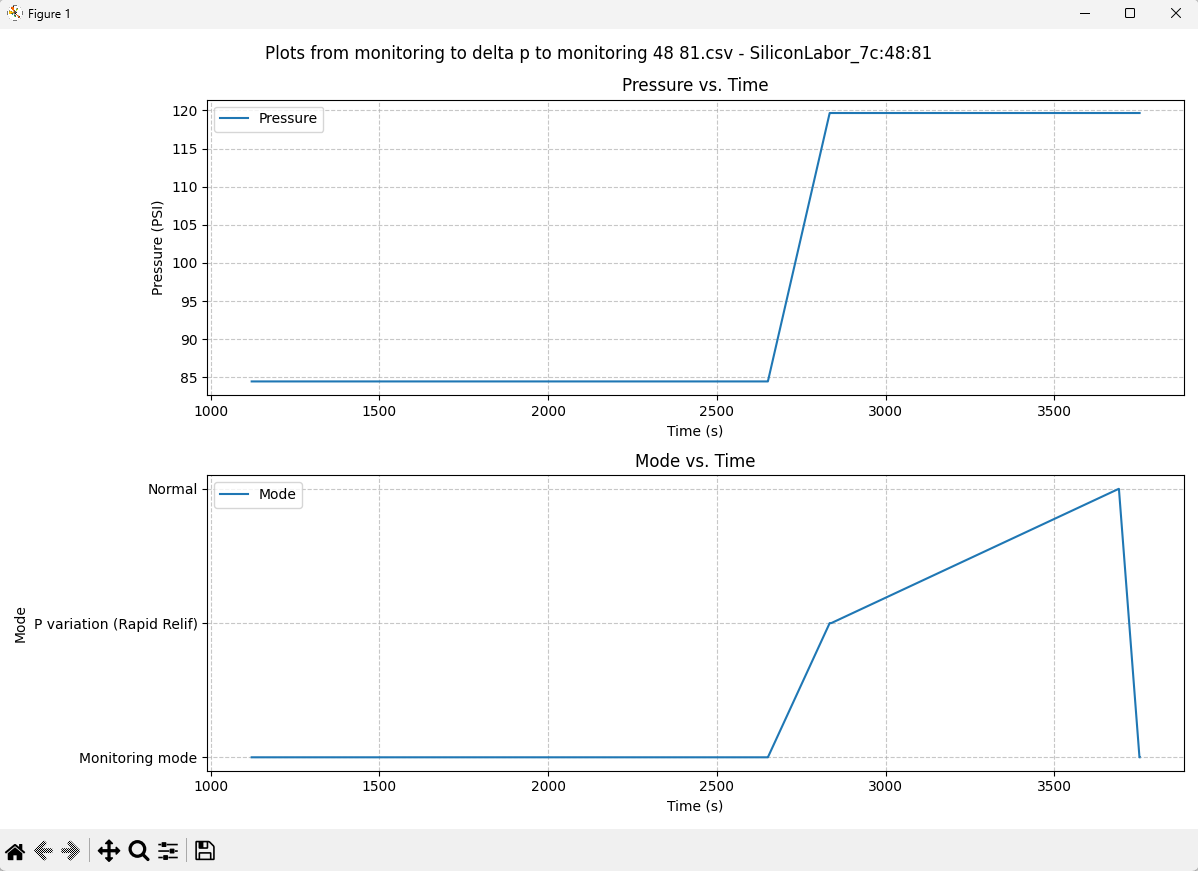 Figure 1
Plots from monitoring to delta p to monitoring 48 81.csv - SiliconLabor_7c:48:81
Pressure vs. Time
Pressure
Pressure (PSI)
120
115
110
105
100
95
90
85
1000 1500 2000 2500 3000 3500
Time (s)
Mode vs. Time
Mode
Mode
Normal
P variation (Rapid Relif)
Monitoring mode
1000 1500 2000 2500 3000 3500
Time (s)